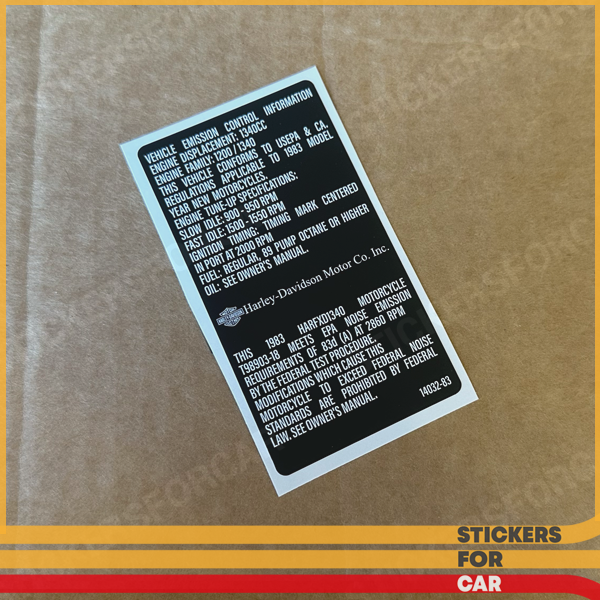 VEHICLE EMISSION CONTROL INFORMATION
ENGINE DISPLACEMENT: 1340CC
ENGINE FAMILY: 1200 / 1340
THIS VEHICLE CONFORMS TO USEPA & CA.
REGULATIONS APPLICABLE TO 1983 MODEL
YEAR NEW MOTORCYCLES.
ENGINE TUE-UP SPECIFICATIONS:
SLOW IDLE: 900 - 950 RPM
FAST IDLE: 1500 - 1550 RPM
IGNITION TIMING: TIMING MARK CENTERED
IN PORT AT 2000 RPM
FUEL: REGULAR, 89 PUMP OCTANE OR HIGHER
OIL: SEE OWNER'S MANUAL.
Harley-Davidson Motor Co. Inc.
THIS 1983 HARFXD1340 MOTORCYCLE
T98903-18 MEETS EPA NOISE EMISSION
REQUIREMENTS OF 83d (A) AT 2860 RPM
BY THE FEDERAL TEST PROCEDURE.
MODIFICATIONS WHICH CAUSE THIS
MOTORCYCLE TO EXCEED FEDERAL NOISE
STANDARDS ARE PROHIBITED BY FEDERAL
LAW. SEE OWNER'S MANUAL.
14032-83
STICKERS
FOR
CAR